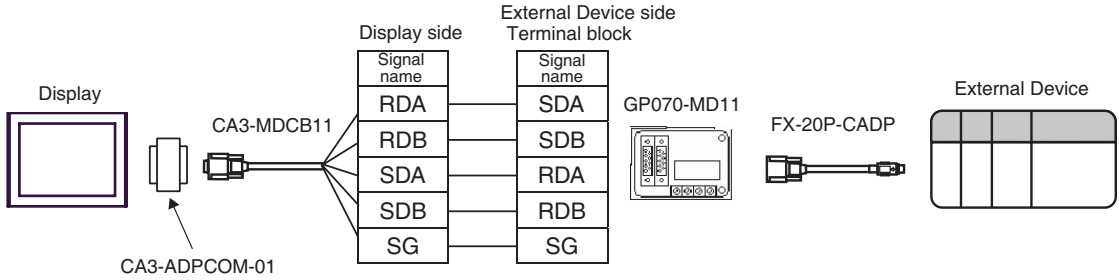 Display
CA3-ADPCOM-01
CA3-MDCB11
Display side
Signal
name
RDA
RDB
SDA
SDB
SG
External Device side
Terminal block
Signal
name
SDA
SDB
RDA
RDB
SG
GP070-MD11
FX-20P-CADP
External Device